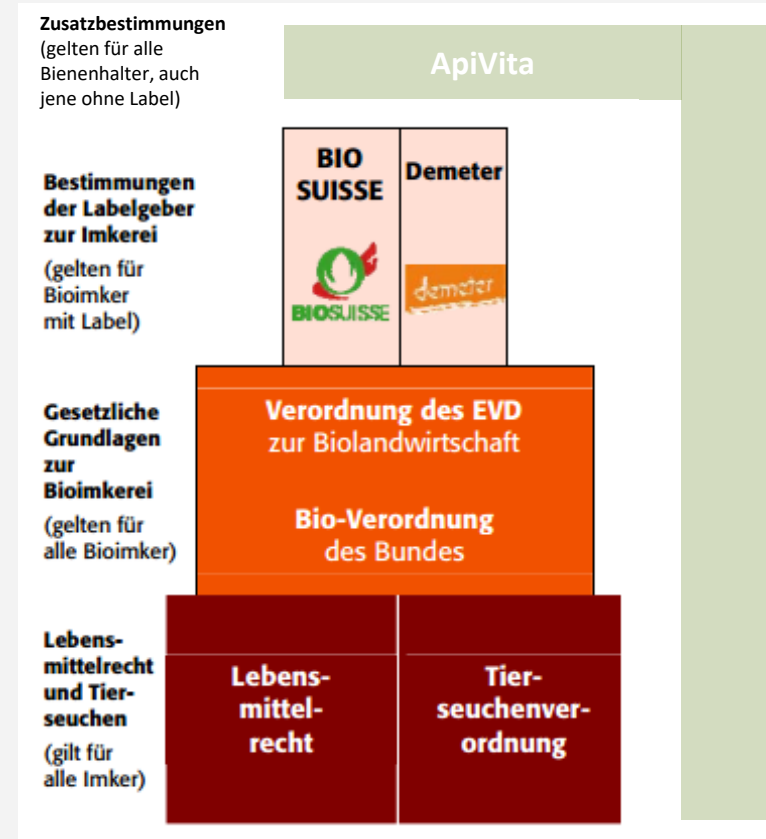 Zusatzbestimmungen
(gelten für alle
Bienenhalter, auch
jene ohne Label)
ApiVita
Bestimmungen
der Labelgeber
zur Imkerei
(gelten für
Bioimker
mit Label)
BIO
SUISSE
BIOSUISSE
Demeter
demeter
Gesetzliche
Grundlagen
zur
Bioimkerei
(gelten für
alle Bioimker)
Verordnung des EVD
zur Biolandwirtschaft
Bio-Verordnung
des Bundes
Lebens-
mittelrecht
und Tier-
seuchen
(gilt für
alle Imker)
Lebens-
mittel-
recht
Tier-
seuchenver-
ordnung